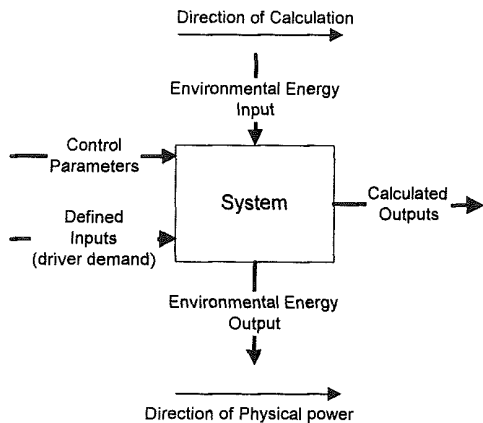 Direction of Calculation
Environmental Energy
Input
Control
Parameters
System
Calculated
Outputs
Defined
Inputs
(driver demand)
Environmental Energy
Output
Direction of Physical power